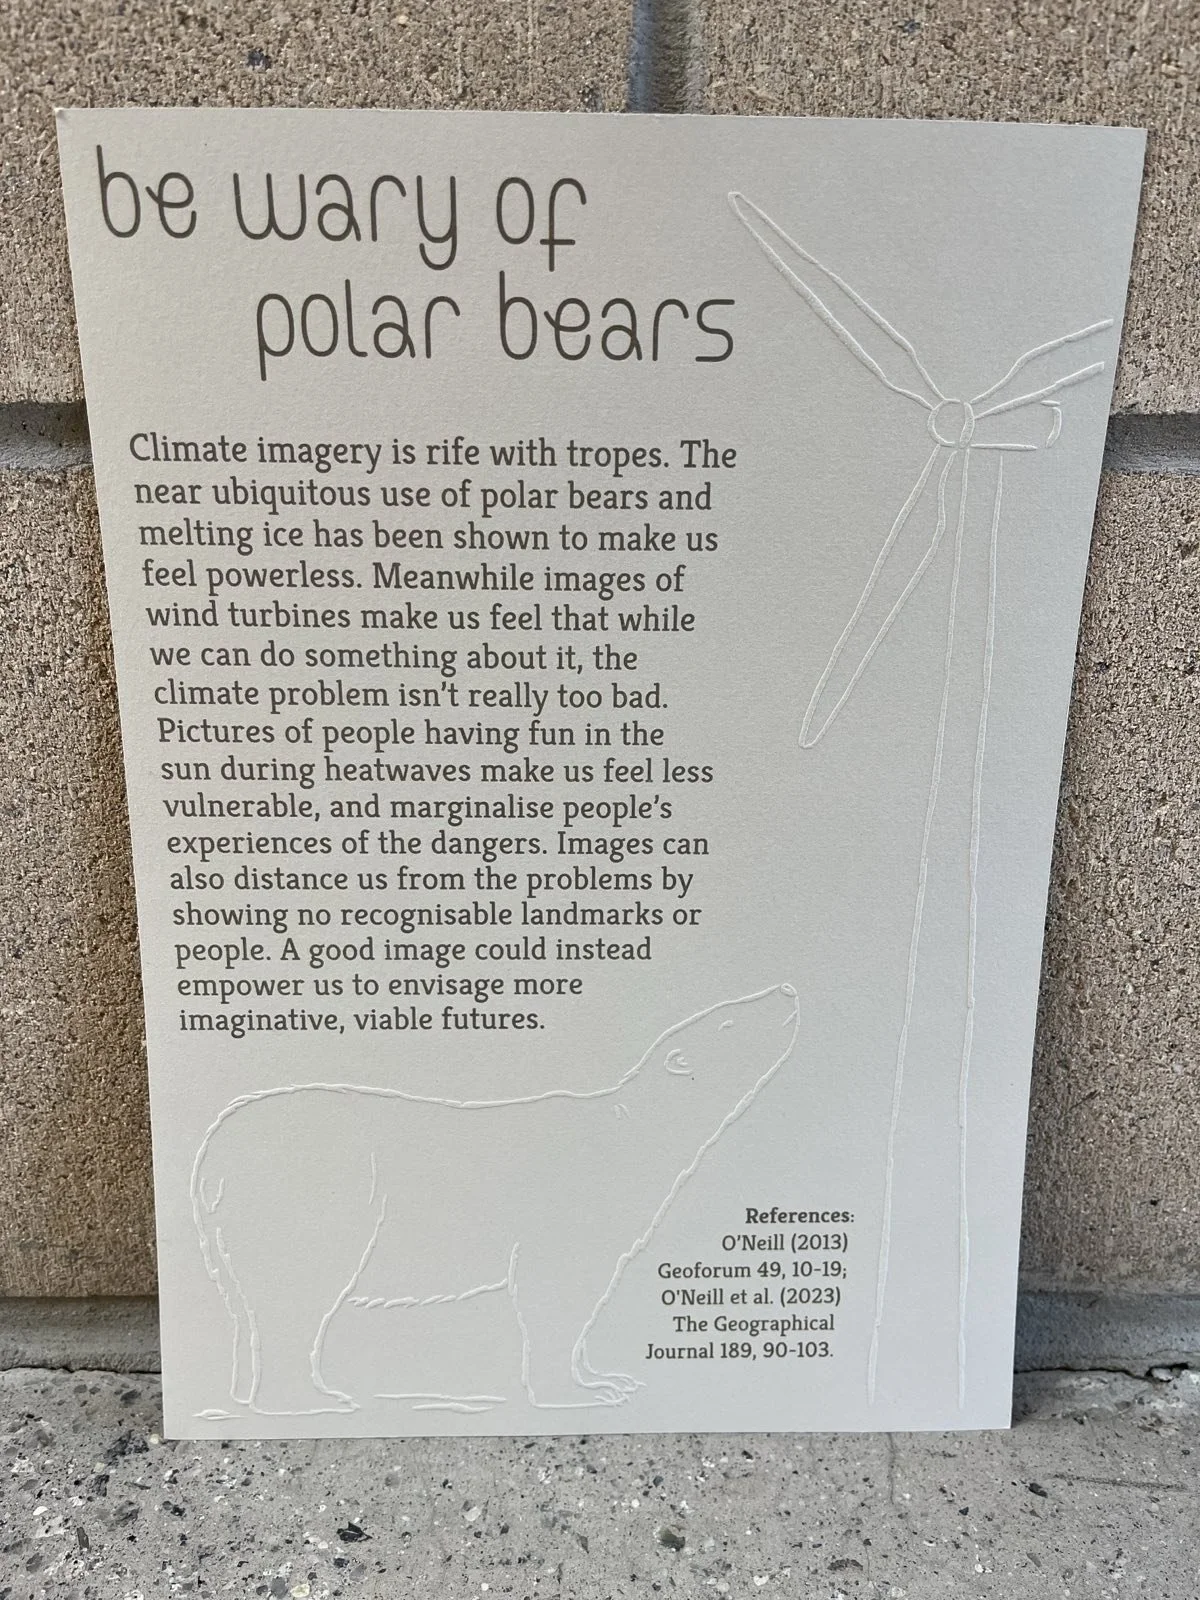 be wary of
polar bears
Climate imagery is rife with tropes. The
near ubiquitous use of polar bears and
melting ice has been shown to make us
feel powerless. Meanwhile images of
wind turbines make us feel that while
we can do something about it, the
climate problem isn't really too bad.
Pictures of people having fun in the
sun during heatwaves make us feel less
vulnerable, and marginalise people's
experiences of the dangers. Images can
also distance us from the problems by
showing no recognisable landmarks or
people. A good image could instead
empower us to envisage more
imaginative, viable futures.
References:
O'Neill (2013)
Geoforum 49, 10-19;
O'Neill et al. (2023)
The Geographical
Journal 189, 90-103.